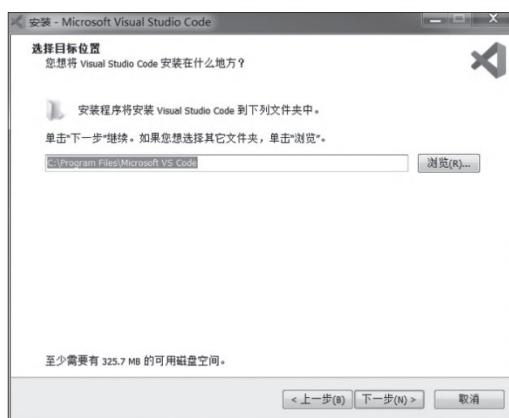 安装 - Microsoft Visual Studio Code
选择目标位置
您想将 Visual Studio Code 安装在什么地方？
安装程序将安装 Visual Studio Code 到下列文件夹中。
单击“下一步”继续。如果您想选择其它文件夹，单击“浏览”。
C:\Program Files\Microsoft VS Code
浏览(R)...
至少需要有 325.7 MB 的可用磁盘空间。
< 上一步(B) 下一步(N) > 取消